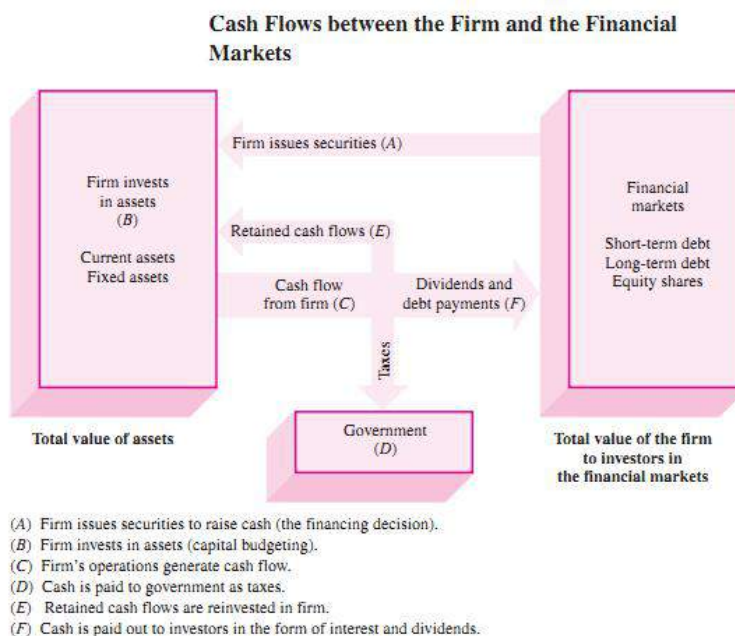 Cash Flows between the Firm and the Financial
Markets
Firm issues securities (A)
Firm invests
in assets
(B)
Current assets
Fixed assets
Retained cash flows (E)
Cash flow
from firm (C)
Dividends and
debt payments (F)
Financial
markets
Short-term debt
Long-term debt
Equity shares
Taxes
Government
(D)
Total value of assets
Total value of the firm
to investors in
the financial markets
(A) Firm issues securities to raise cash (the financing decision).
(B) Firm invests in assets (capital budgeting).
(C) Firm's operations generate cash flow.
(D) Cash is paid to government as taxes.
(E) Retained cash flows are reinvested in firm.
(F) Cash is paid out to investors in the form of interest and dividends.